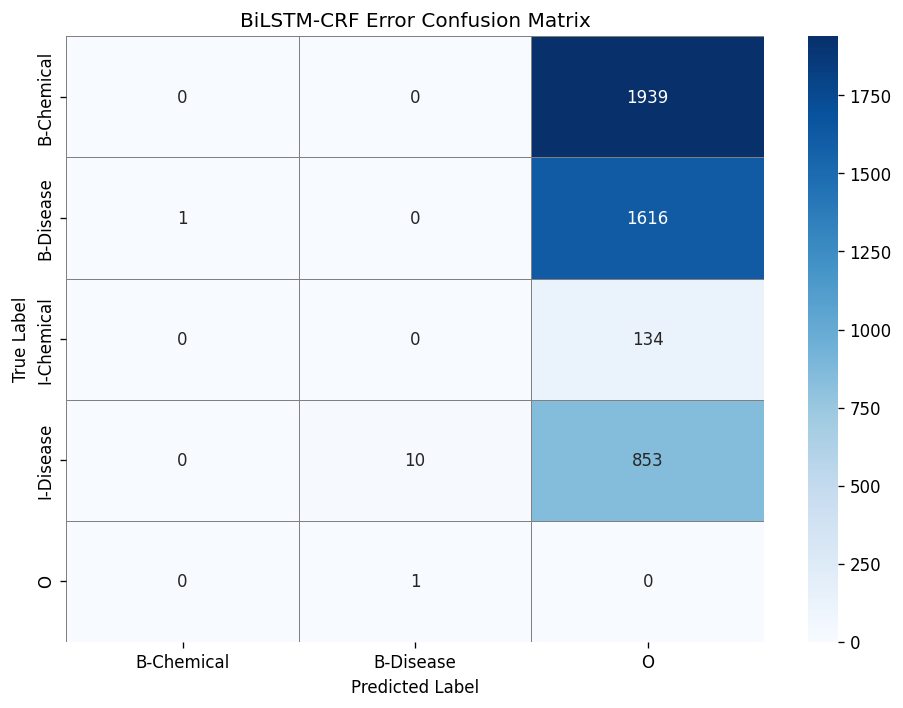 BiLSTM-CRF Error Confusion Matrix
True Label
B-Chemical
0 0 1939
B-Disease
1 0 1616
I-Chemical
0 0 134
I-Disease
0 10 853
O
0 1 0
B-Chemical B-Disease O
Predicted Label
1750
1500
1250
1000
750
500
250
0